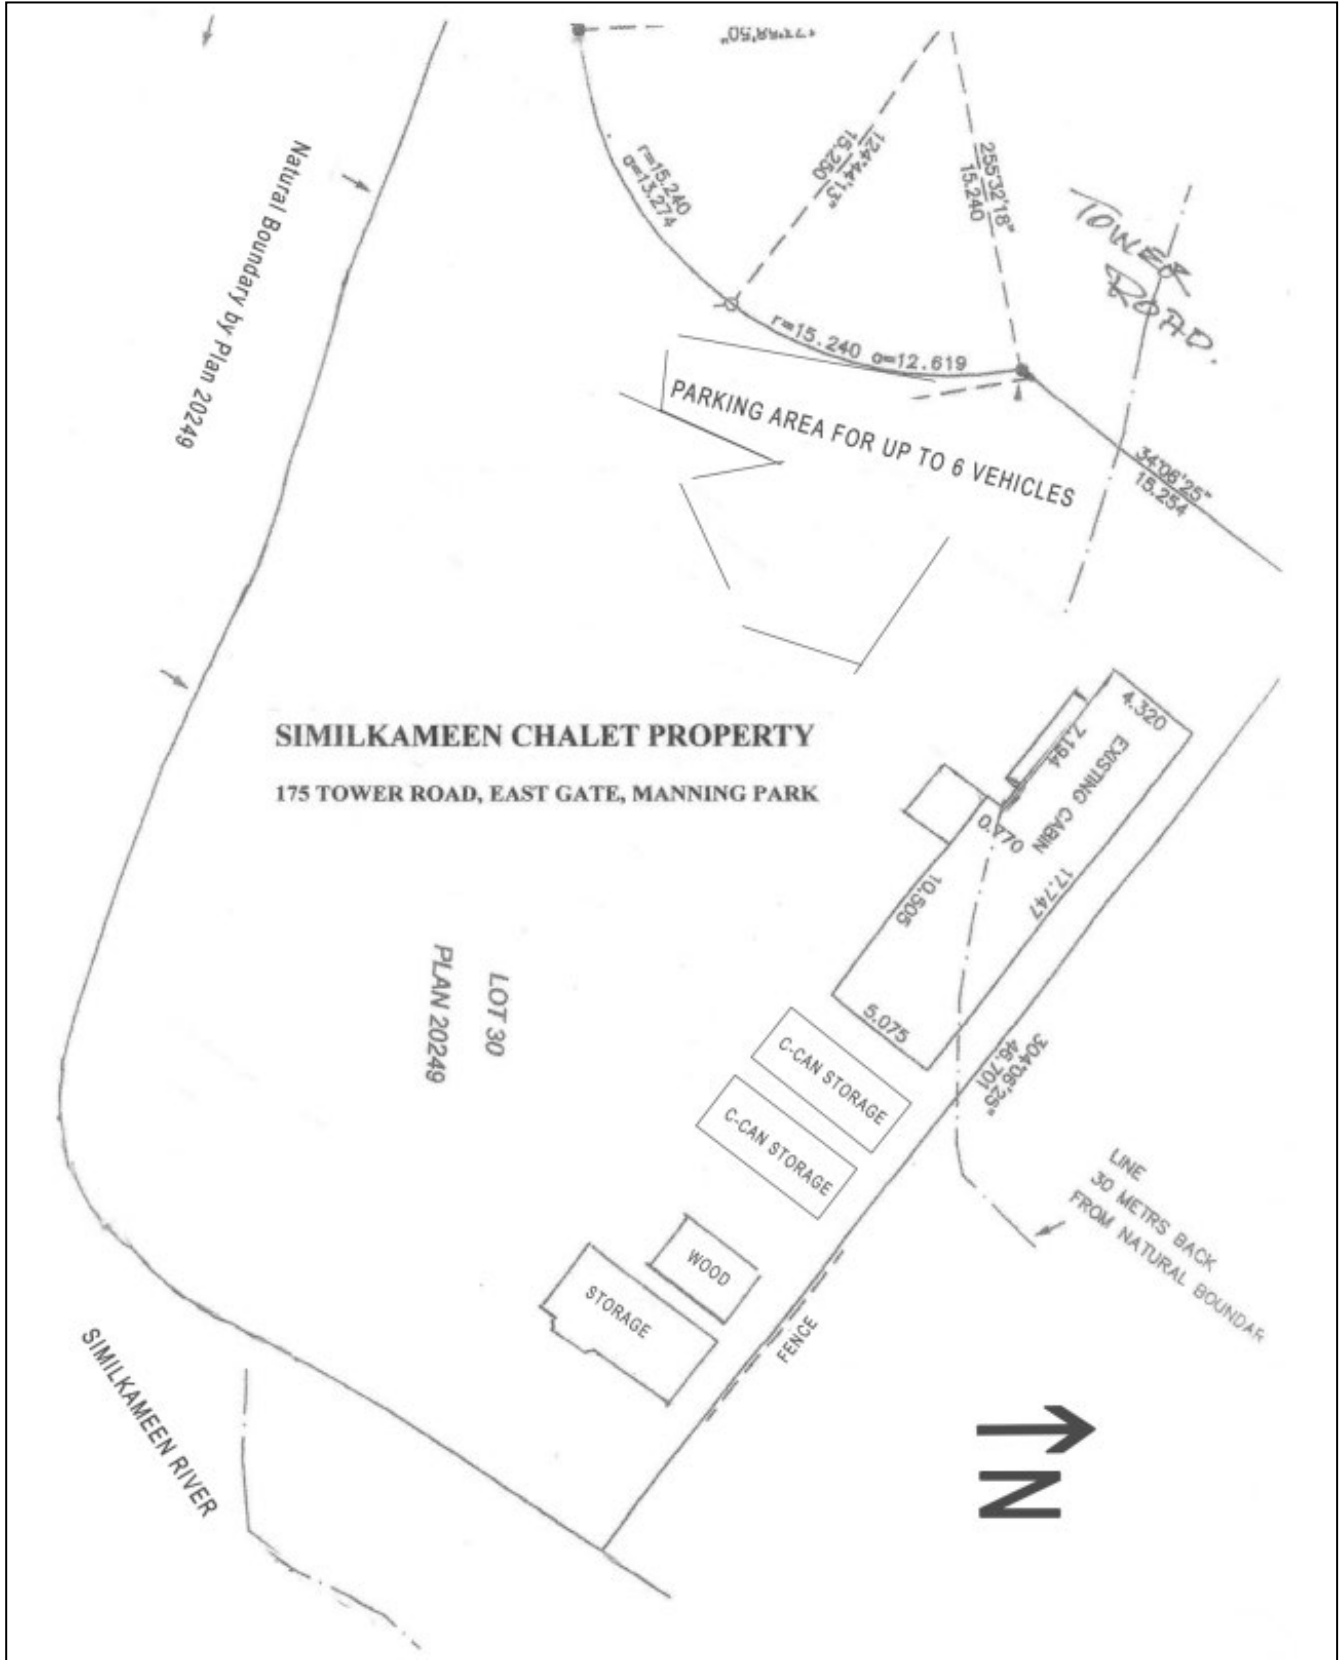 Natural Boundary by Plan 20249
r=15.240
a=13.274
124°44'13"
15.250
255°32'18"
15.240
TOWER
ROAD.
r=15.240 a=12.619
PARKING AREA FOR UP TO 6 VEHICLES
34°06'25"
15.254
SIMILKAMEEN CHALET PROPERTY
175 TOWER ROAD, EAST GATE, MANNING PARK
4.320
7.194
EXISTING CABIN
0.770
17.747
10.505
5.075
LOT 30
PLAN 20249
C-CAN STORAGE
C-CAN STORAGE
304°06'25"
46.701
LINE
30 METRS BACK
FROM NATURAL BOUNDAR
WOOD
STORAGE
FENCE
SIMILKAMEEN RIVER
N